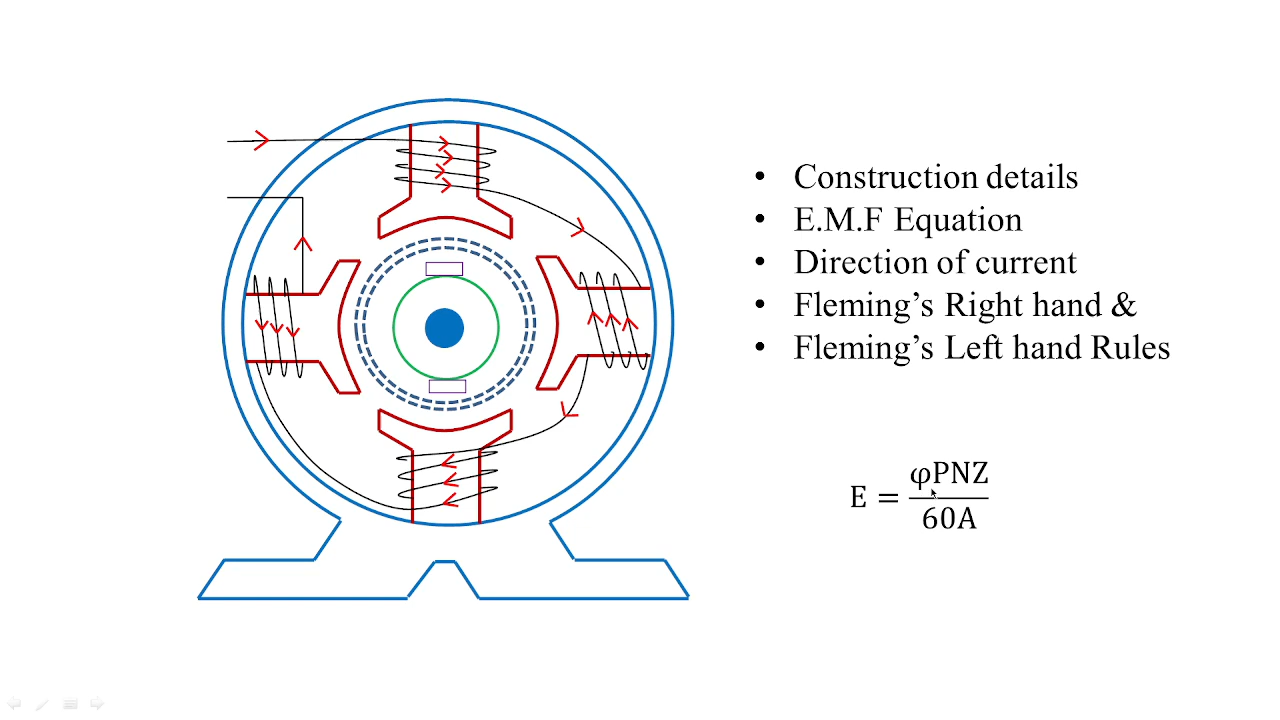 • Construction details
• E.M.F Equation
• Direction of current
• Fleming’s Right hand &
• Fleming’s Left hand Rules
E = φPNZ
60A